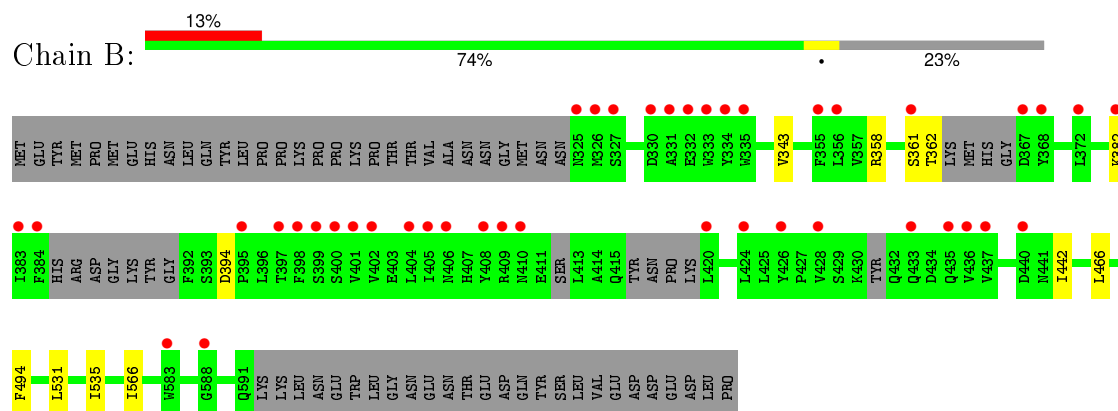 13%
Chain B:
74%
23%
MET GLU TYR MET PRO MET GLU HIS ASN LEU GLN TYR LEU PRO PRO LYS PRO PRO LYS PRO THR THR VAL ALA ASN ASN GLY MET ASN ASN N325 M326 S327 D330 A331 E332 W333 Y334 W335 V343 F355 L356 V357 R358 S361 T362 LYS MET HIS GLY D367 Y368 L372 K382
I383 F384 HIS ARG ASP GLY LYS TYR GLY F392 S393 D394 P395 L396 T397 F398 S399 S400 V401 V402 E403 L404 I405 N406 H407 Y408 R409 N410 E411 SER L413 A414 Q415 TYR ASN PRO LYS L420 L424 L425 Y426 P427 V428 S429 K430 TYR Q432 Q433 D434 Q435 V436 V437 D440 N441 I442 L466
F494 L531 I535 I566 W583 G588 Q591 LYS LYS LEU ASN GLU TRP LEU GLY ASN GLU ASN THR GLU ASP GLN TYR SER LEU VAL GLU ASP ASP GLU ASP LEU PRO